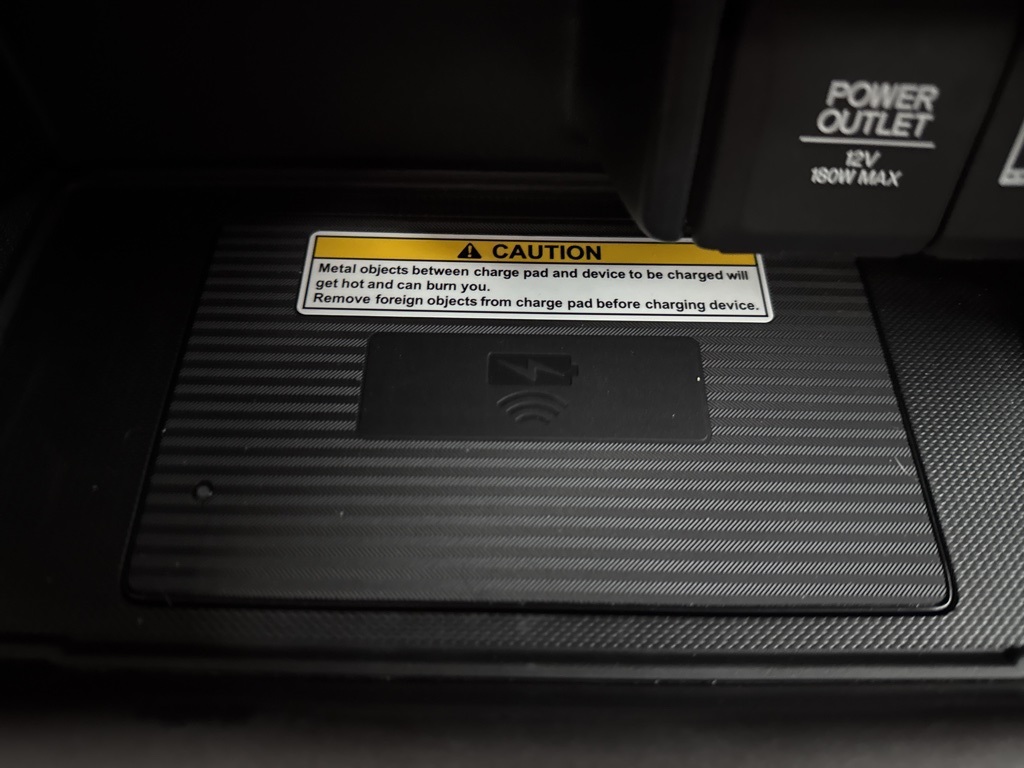 POWER
OUTLET
12V
180W MAX
CAUTION
Metal objects between charge pad and device to be charged will
get hot and can burn you.
Remove foreign objects from charge pad before charging device.